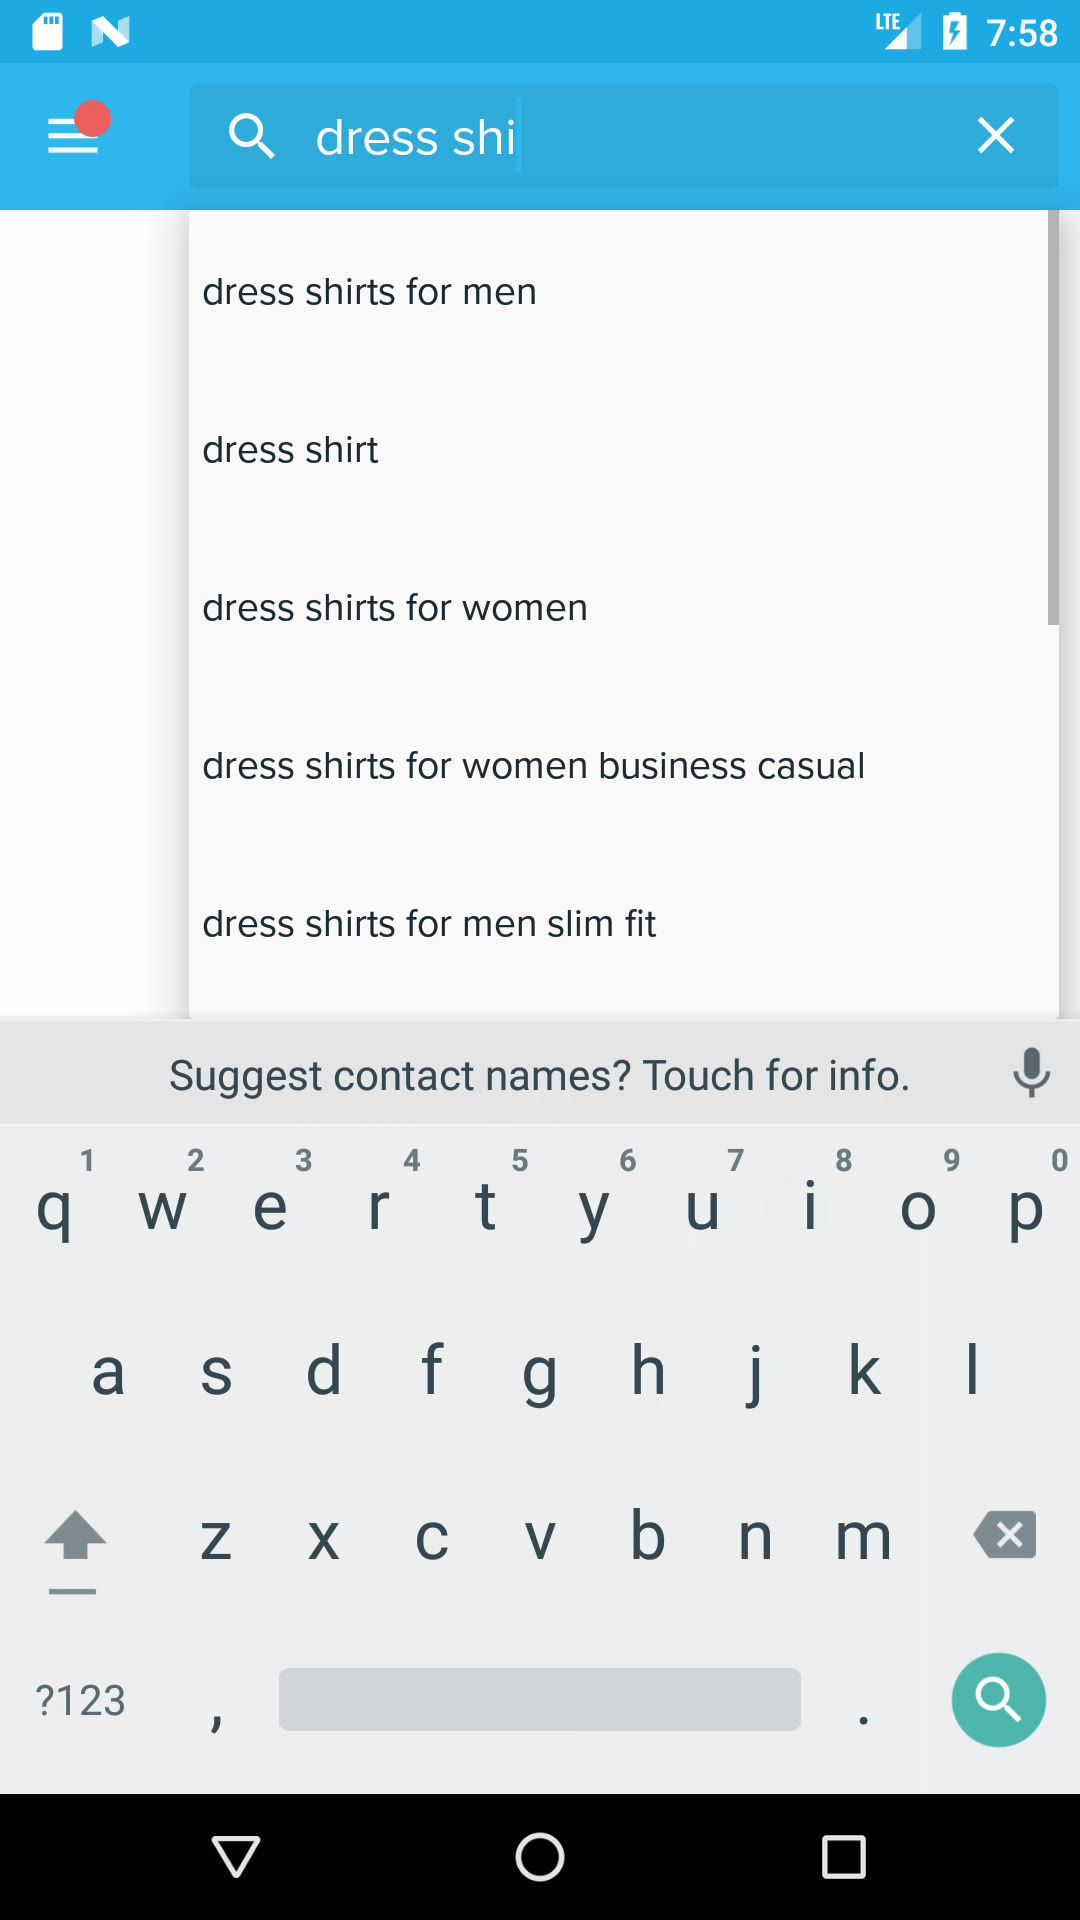 LTE 7:58
dress shi
dress shirts for men
dress shirt
dress shirts for women
dress shirts for women business casual
dress shirts for men slim fit
Suggest contact names? Touch for info.
1 2 3 4 5 6 7 8 9 0
q w e r t y u i o p
a s d f g h j k l
z x c v b n m
?123 , .